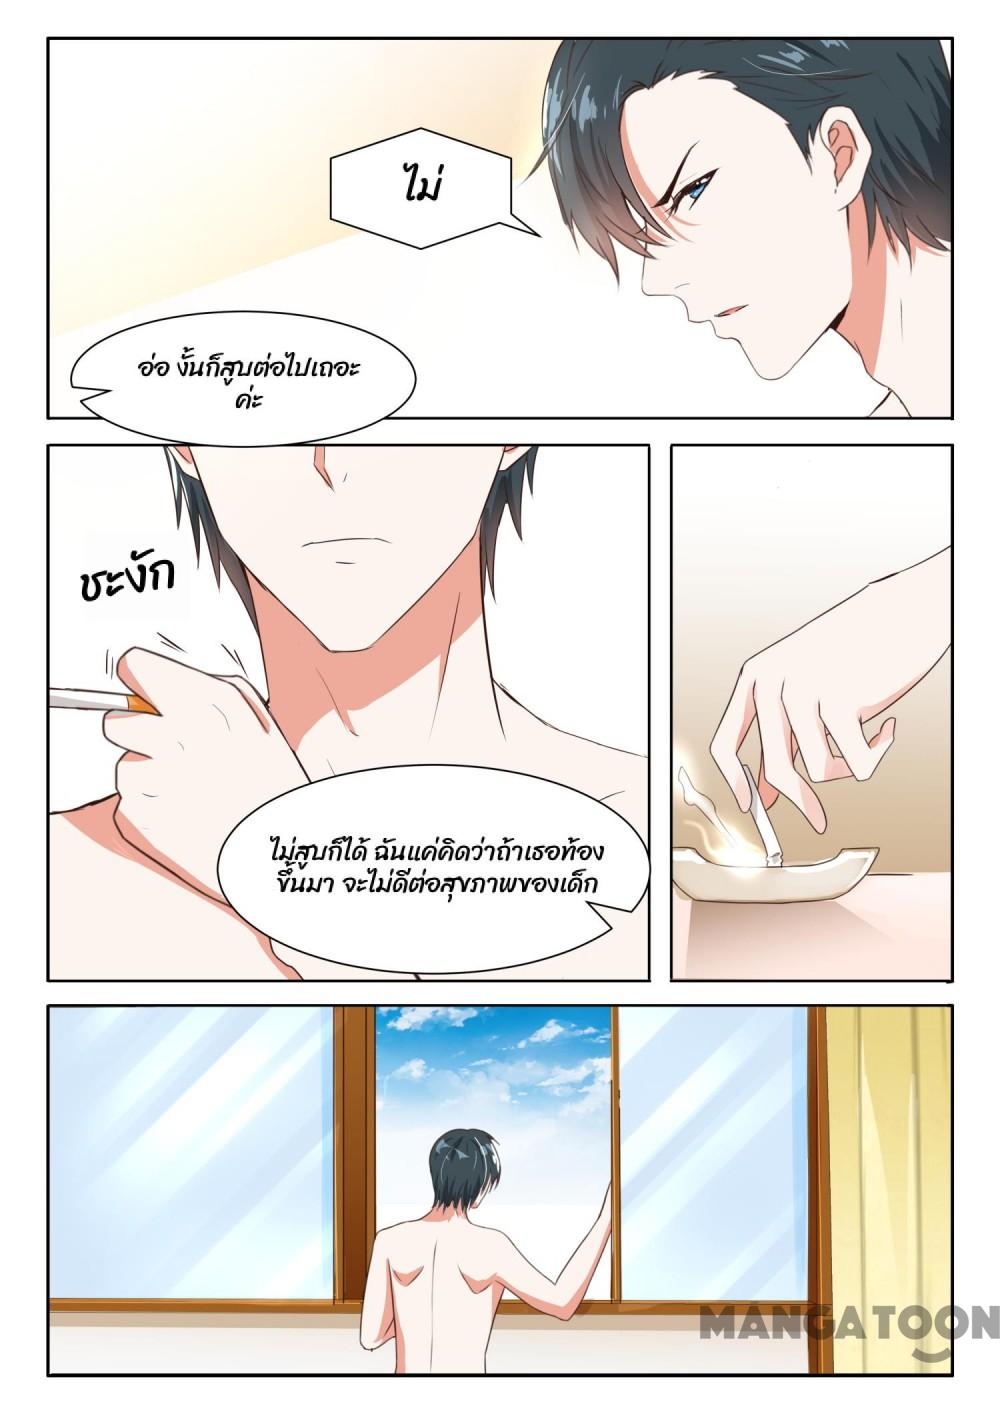 ไม่
อ่อ งั้นก็สูบต่อไปเถอะ
ค่ะ
ชะงัก
ไม่สูบก็ได้ ฉันแค่คิดว่าถ้าเธอท้อง
ขึ้นมา จะไม่ดีต่อสุขภาพของเด็ก
MANGATOON